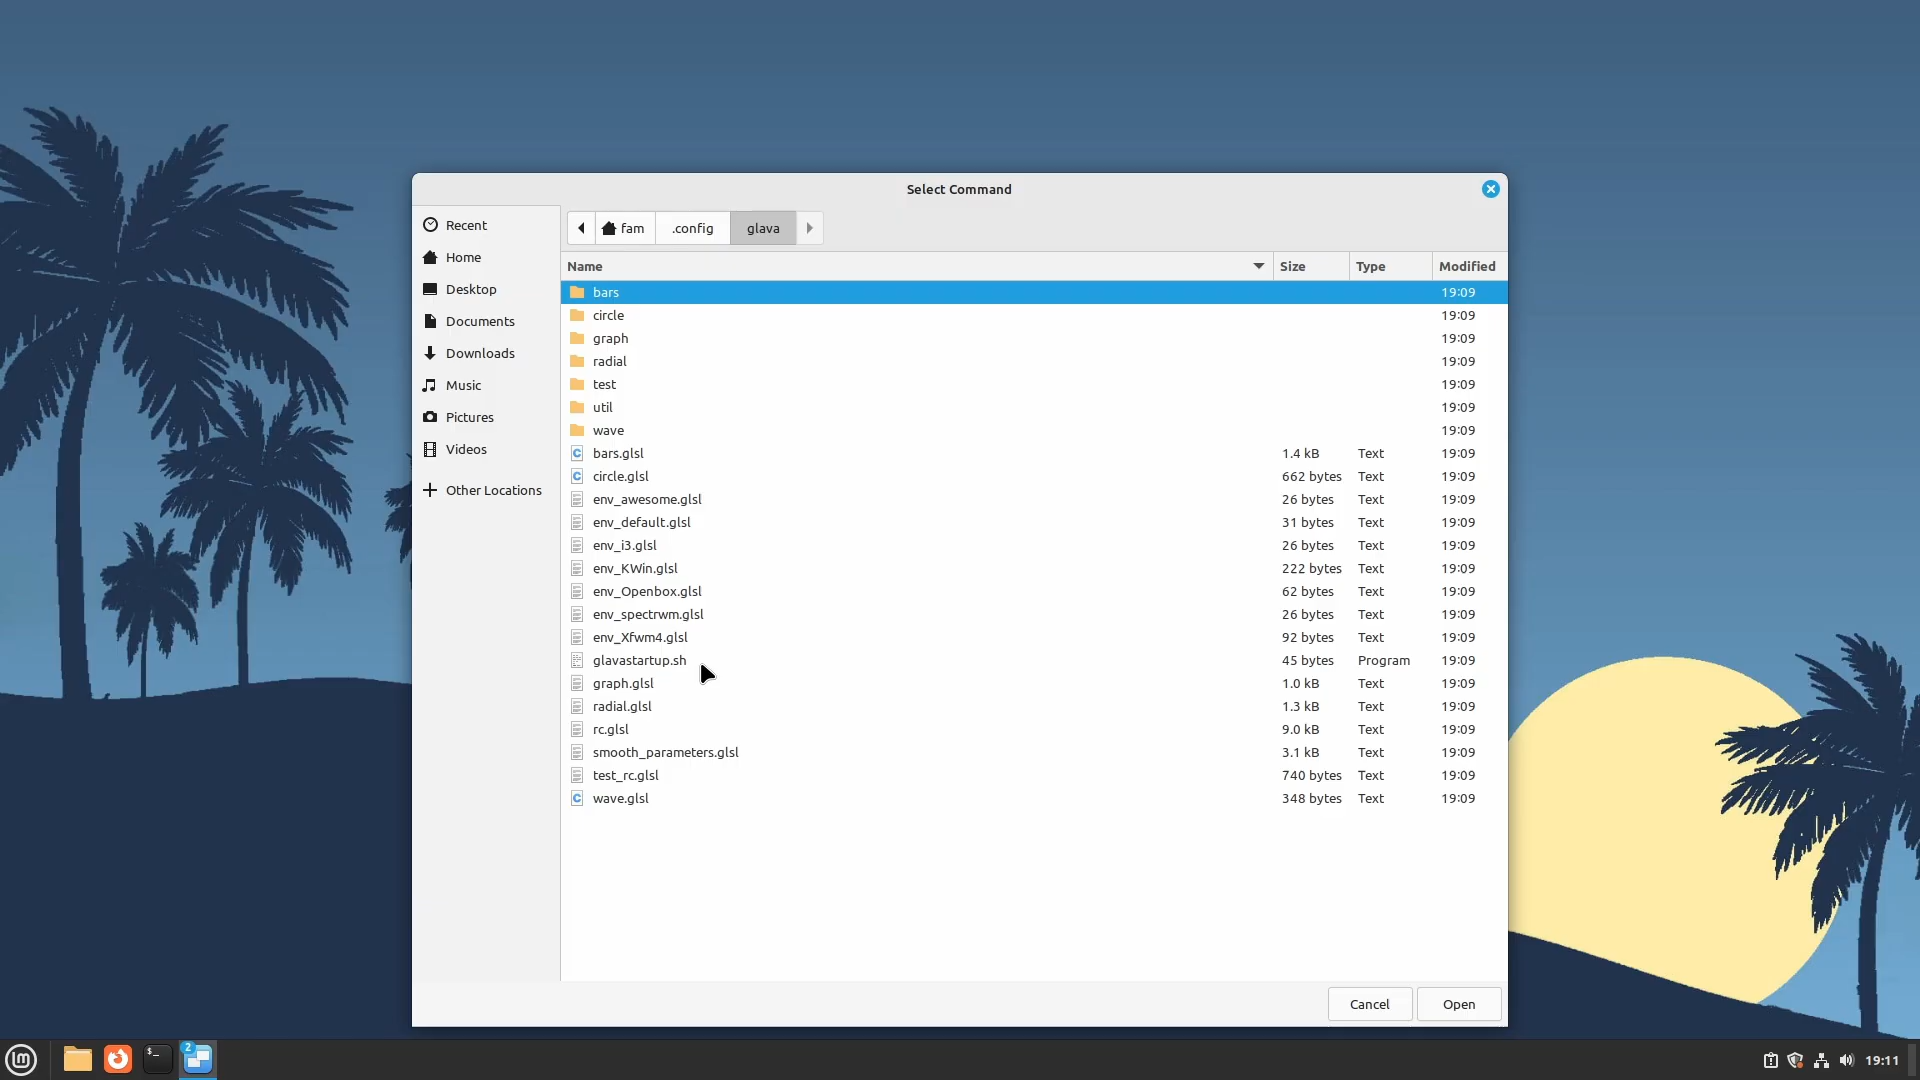 Select Command
Recent
Home
Desktop
Documents
Downloads
Music
Pictures
Videos
Other Locations
fam .config glava
Name Size Type Modified
bars 19:09
circle 19:09
graph 19:09
radial 19:09
test 19:09
util 19:09
wave 19:09
bars.glsl 1.4 kB Text 19:09
circle.glsl 662 bytes Text 19:09
env_awesome.glsl 26 bytes Text 19:09
env_default.glsl 31 bytes Text 19:09
env_i3.glsl 26 bytes Text 19:09
env_KWin.glsl 222 bytes Text 19:09
env_Openbox.glsl 62 bytes Text 19:09
env_spectrwm.glsl 26 bytes Text 19:09
env_Xfwm4.glsl 92 bytes Text 19:09
glavastartup.sh 45 bytes Program 19:09
graph.glsl 1.0 kB Text 19:09
radial.glsl 1.3 kB Text 19:09
rc.glsl 9.0 kB Text 19:09
smooth_parameters.glsl 3.1 kB Text 19:09
test_rc.glsl 740 bytes Text 19:09
wave.glsl 348 bytes Text 19:09
Cancel Open
2
19:11